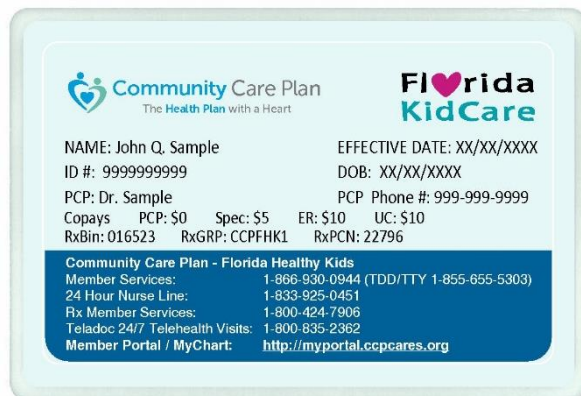 Community Care Plan
The Health Plan with a Heart
Florida
KidCare
NAME: John Q. Sample
EFFECTIVE DATE: XX/XX/XXXX
ID #: 9999999999
DOB: XX/XX/XXXX
PCP: Dr. Sample
PCP Phone #: 999-999-9999
Copays PCP: $0 Spec: $5 ER: $10 UC: $10
RxBin: 016523 RxGRP: CCPFHK1 RxPCN: 22796
Community Care Plan - Florida Healthy Kids
Member Services: 1-866-930-0944 (TDD/TTY 1-855-655-5303)
24 Hour Nurse Line: 1-833-925-0451
Rx Member Services: 1-800-424-7906
Teladoc 24/7 Telehealth Visits: 1-800-835-2362
Member Portal / MyChart: http://myportal.ccpcares.org